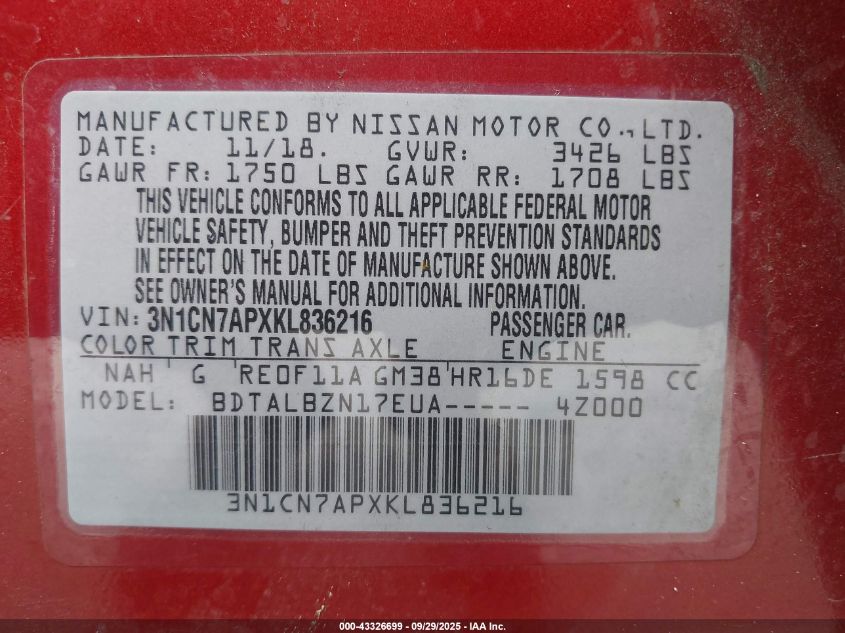 MANUFACTURED BY NISSAN MOTOR CO., LTD.
DATE: 11/18. GVWR: 3426 LBS
GAWR FR: 1750 LBS GAWR RR: 1708 LBS
THIS VEHICLE CONFORMS TO ALL APPLICABLE FEDERAL MOTOR
VEHICLE SAFETY, BUMPER AND THEFT PREVENTION STANDARDS
IN EFFECT ON THE DATE OF MANUFACTURE SHOWN ABOVE.
SEE OWNER'S MANUAL FOR ADDITIONAL INFORMATION.
VIN: 3N1CN7APXKL836216 PASSENGER CAR.
COLOR TRIM TRANS AXLE ENGINE
NAH G RE0F11A GM38 HR16DE 1598 CC
MODEL: BDTALBZN17EUA----- 4Z000
3N1CN7APXKL836216
000-43326699 - 09/29/2025 - IAA Inc.